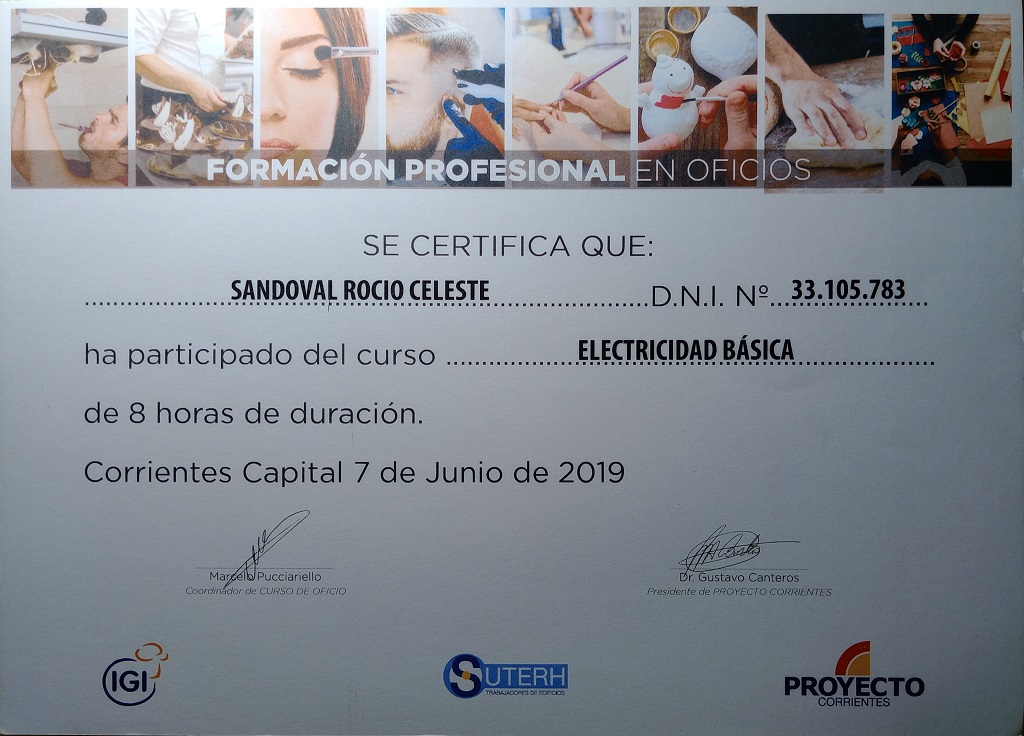 FORMACIÓN PROFESIONAL EN OFICIOS
SE CERTIFICA QUE:
SANDOVAL ROCIO CELESTE D.N.I. Nº 33.105.783
ha participado del curso ELECTRICIDAD BÁSICA
de 8 horas de duración.
Corrientes Capital 7 de Junio de 2019
Marcelo Pucciariello
Coordinador de CURSO DE OFICIO
Dr. Gustavo Canteros
Presidente de PROYECTO CORRIENTES
IGI
SUTERH
TRABAJADORES DE EDIFICIOS
PROYECTO
CORRIENTES